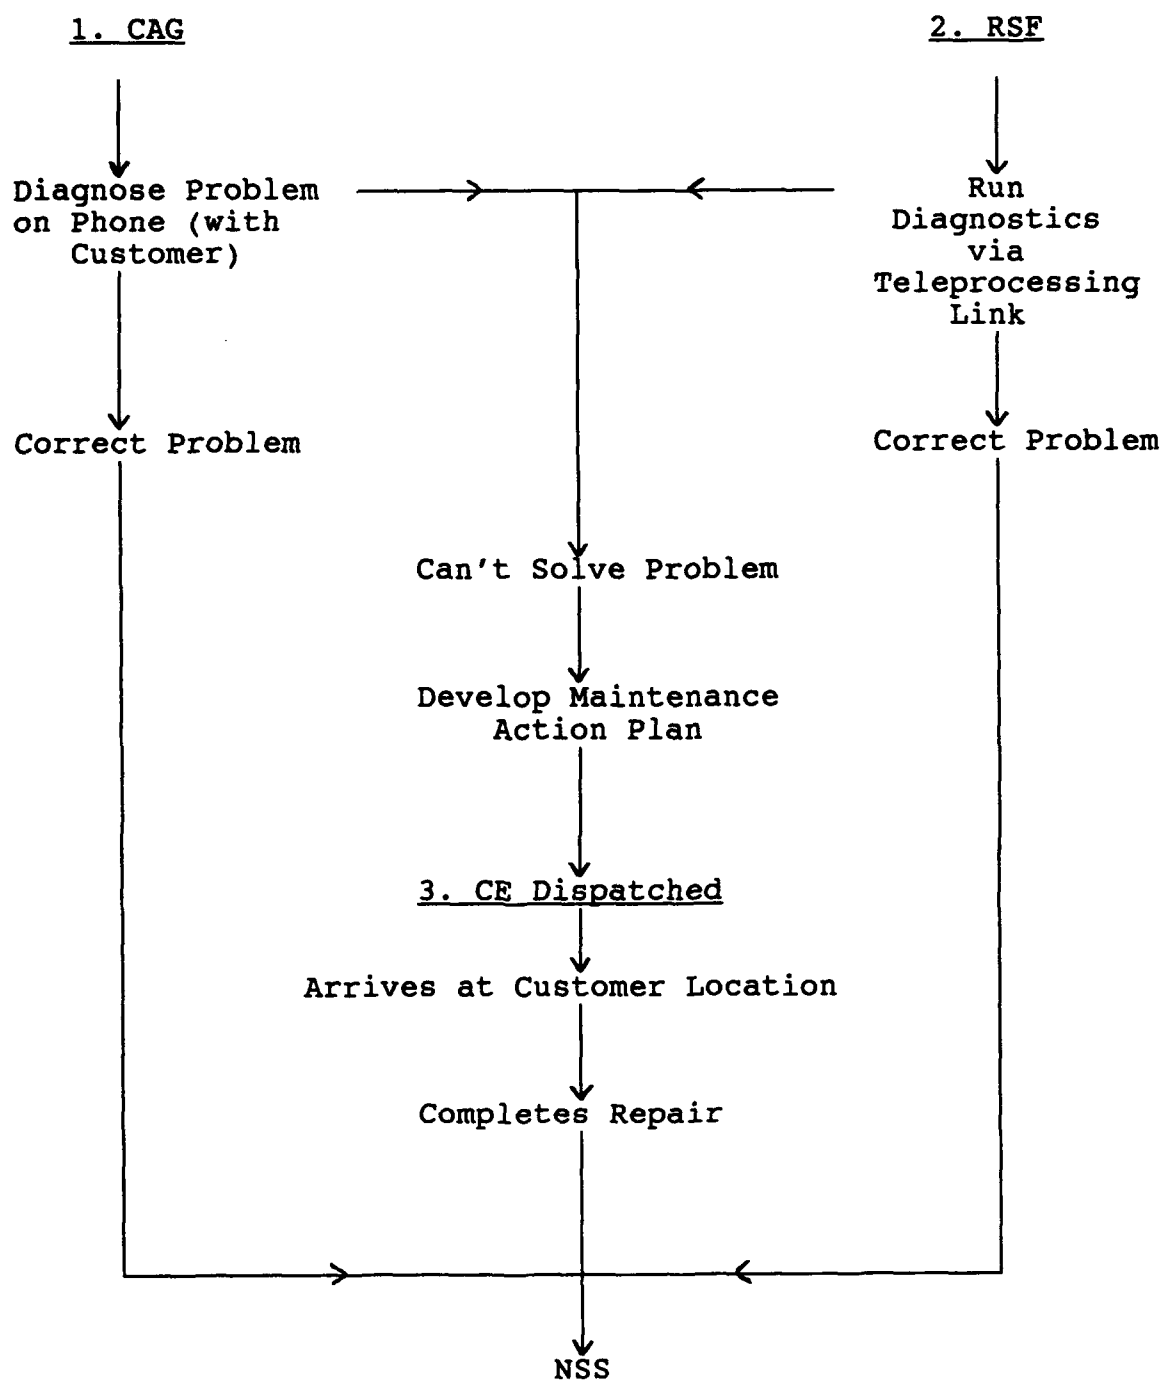 1. CAG
2. RSF
Diagnose Problem
on Phone (with
Customer)
Run
Diagnostics
via
Teleprocessing
Link
Correct Problem
Correct Problem
Can't Solve Problem
Develop Maintenance
Action Plan
3. CE Dispatched
Arrives at Customer Location
Completes Repair
NSS